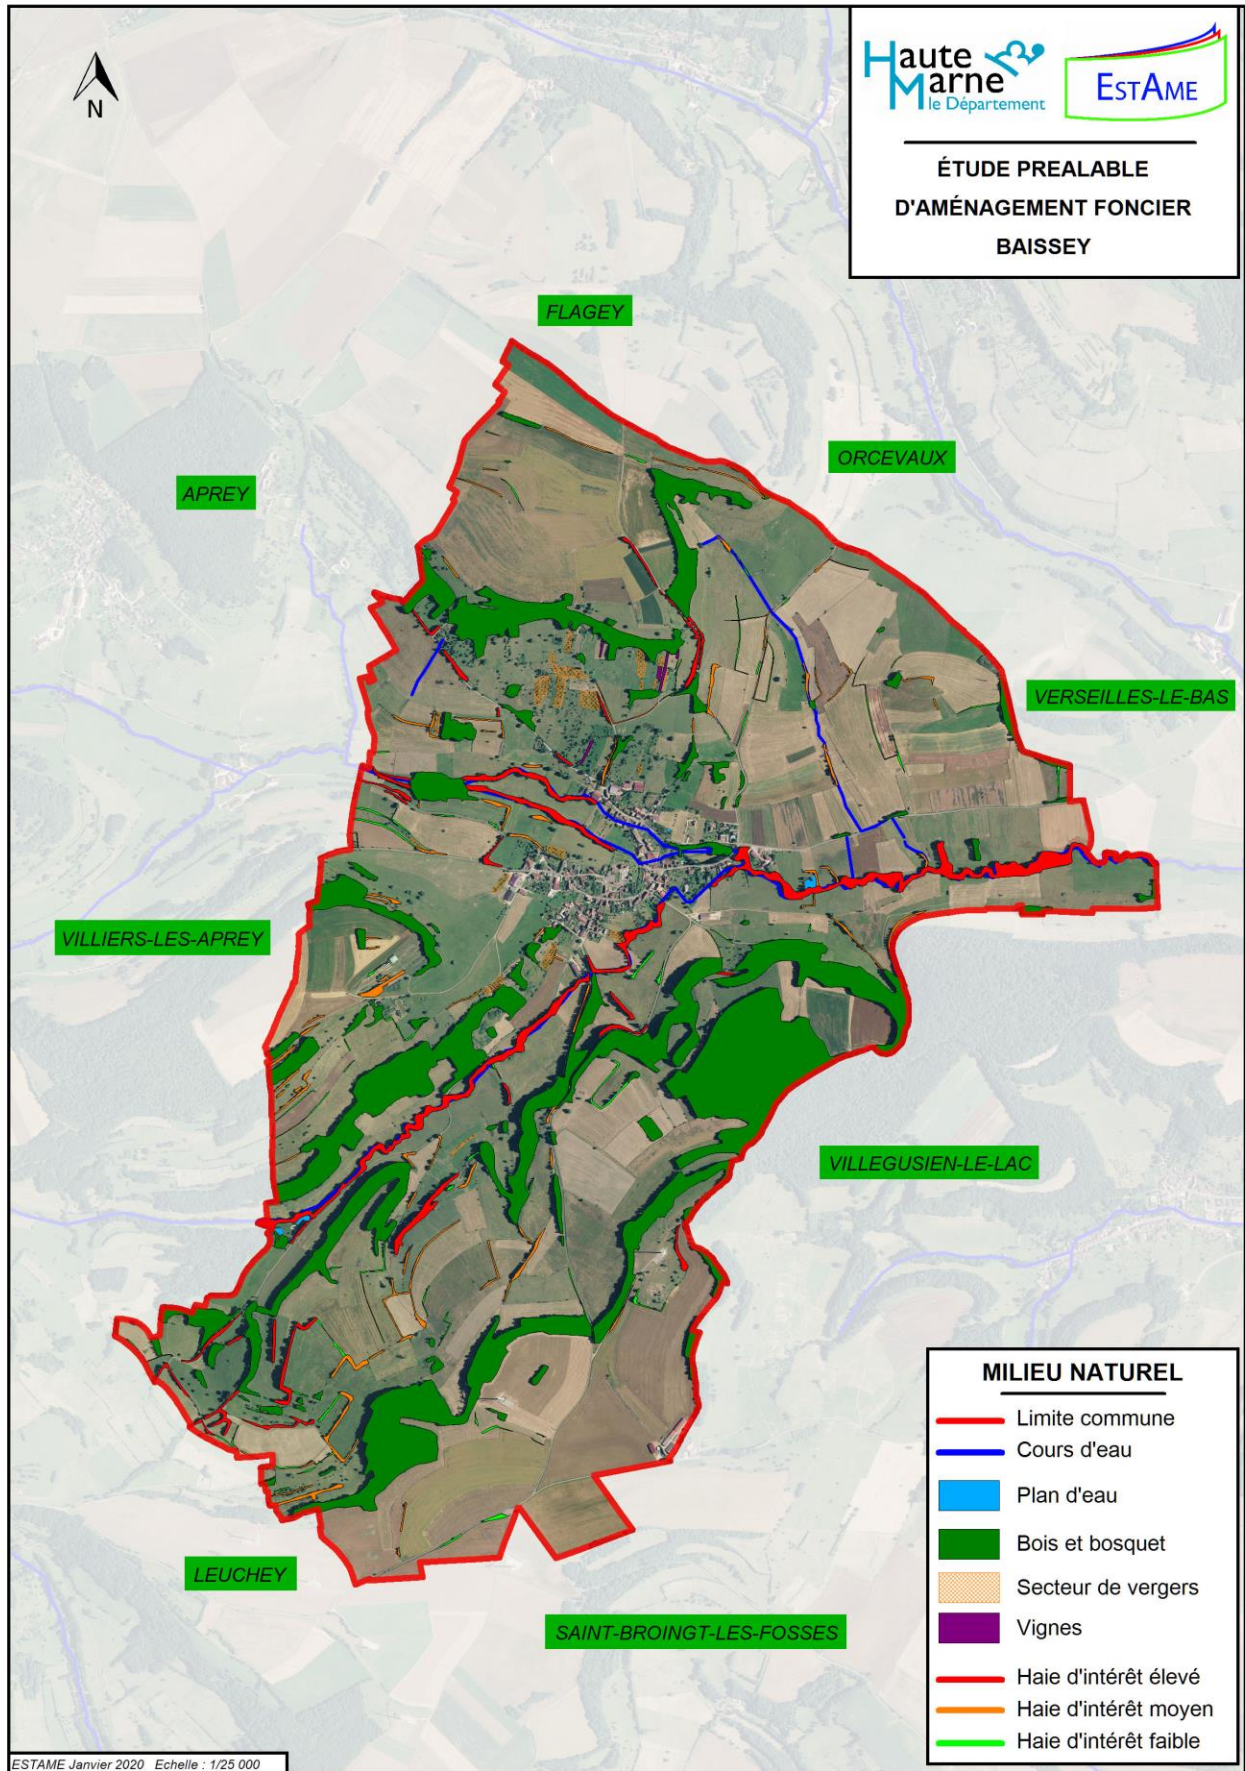 N
Haute
Marne
le Département
ESTAME
ÉTUDE PREALABLE
D'AMÉNAGEMENT FONCIER
BAISSEY
FLAGEY
ORCEVAUX
APREY
VERSEILLES-LE-BAS
VILLIERS-LES-APREY
VILLEGUSIEN-LE-LAC
LEUCHEY
SAINT-BROINGT-LES-FOSSES
MILIEU NATUREL
Limite commune
Cours d'eau
Plan d'eau
Bois et bosquet
Secteur de vergers
Vignes
Haie d'intérêt élevé
Haie d'intérêt moyen
Haie d'intérêt faible
ESTAME Janvier 2020 Echelle : 1/25 000